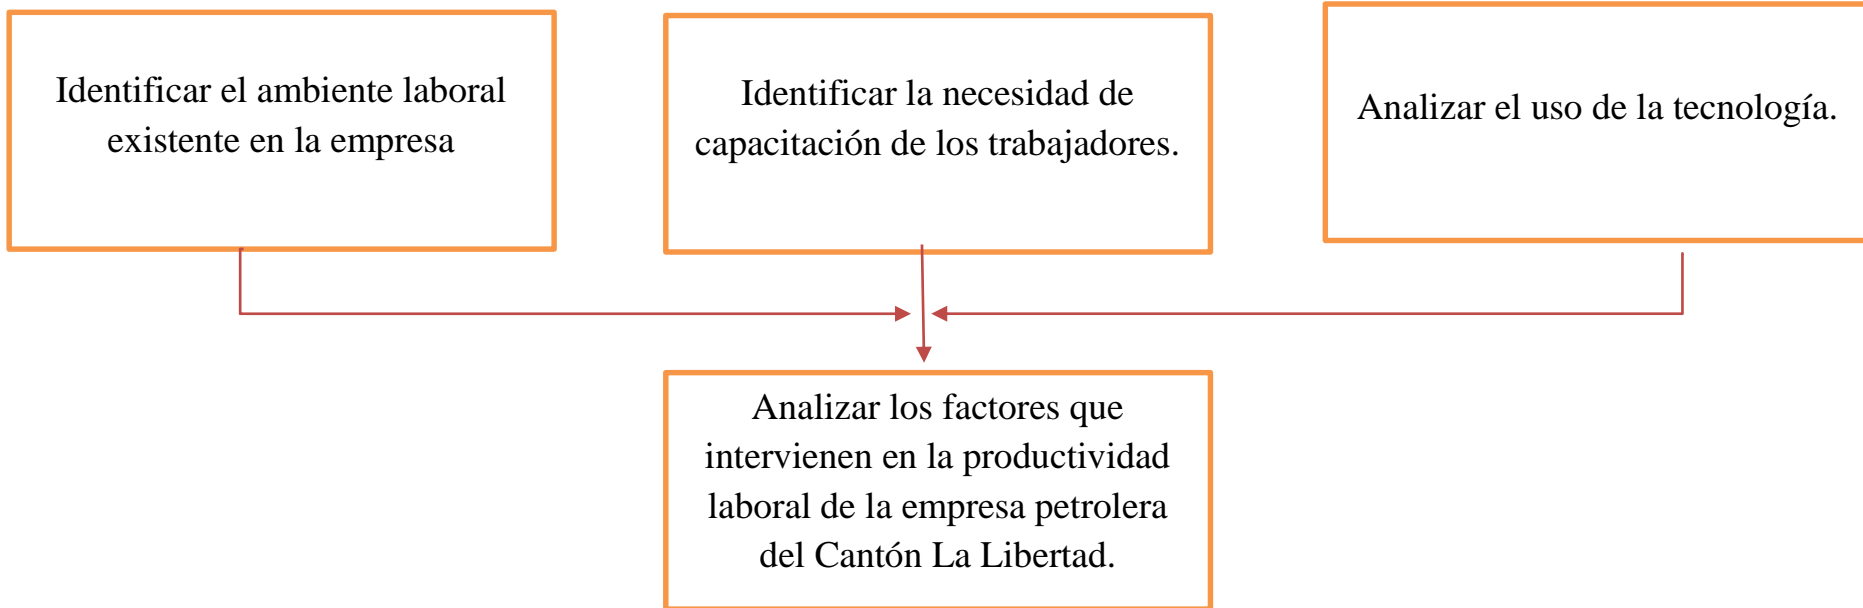 Identificar el ambiente laboral
existente en la empresa
Identificar la necesidad de
capacitación de los trabajadores.
Analizar el uso de la tecnología.
Analizar los factores que
intervienen en la productividad
laboral de la empresa petrolera
del Cantón La Libertad.